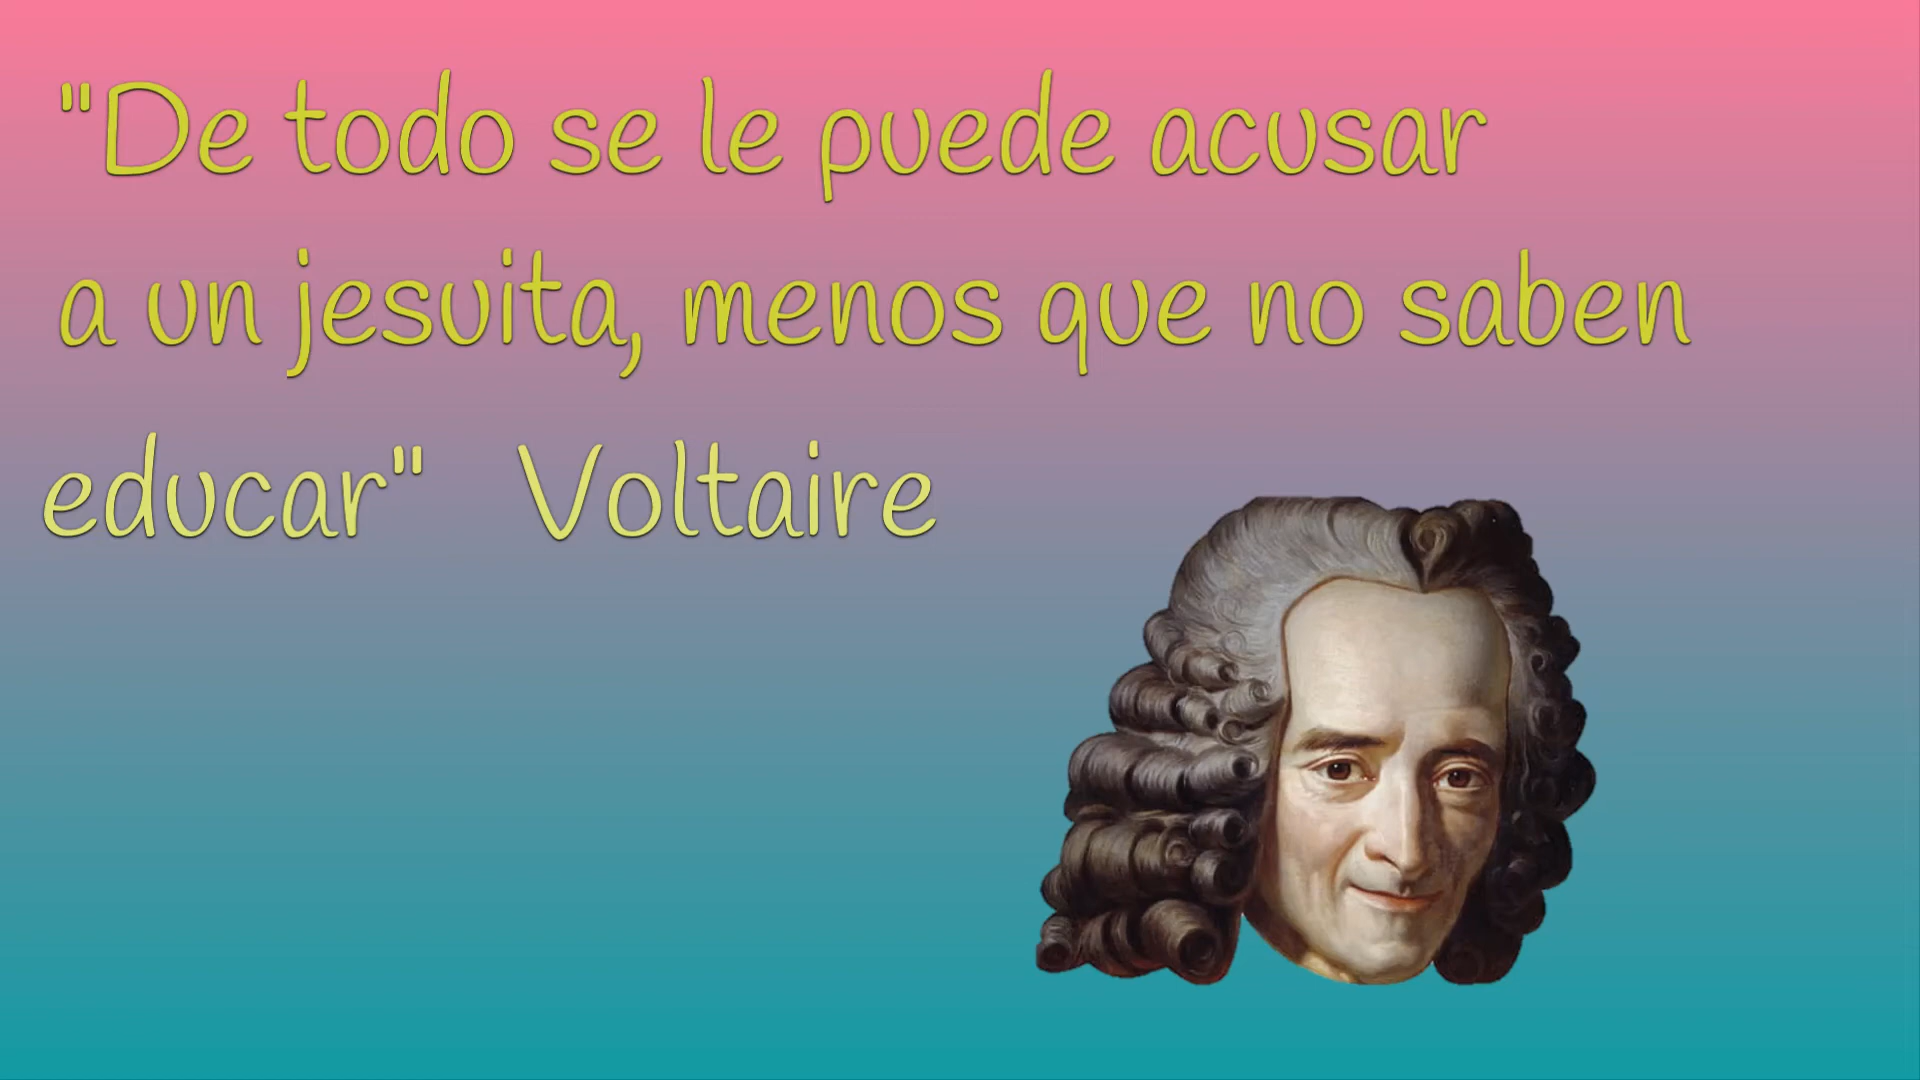 "De todo se le puede acusar
a un jesuita, menos que no saben
educar" Voltaire